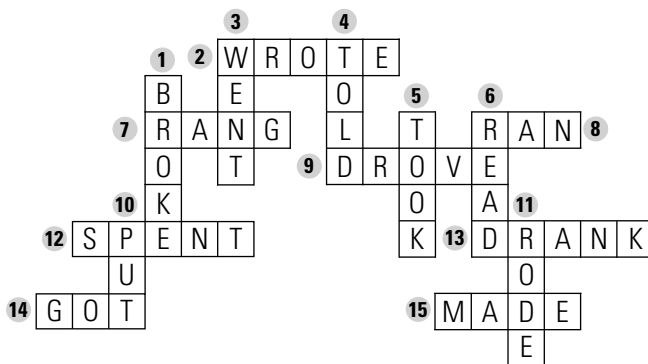 3 4
1 2 W R O T E
B E O 5 6
7 R A N G L T R A N 8
O T 9 D R O V E
10 K O A 11
12 S P E N T K 13 D R A N K
U O
14 G O T 15 M A D E
E